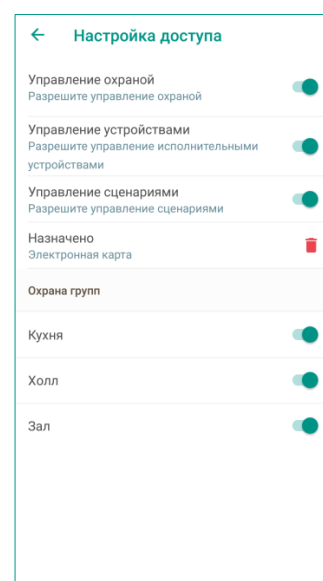 Настройка доступа
Управление охраной
Разрешите управление охраной
Управление устройствами
Разрешите управление исполнительными
устройствами
Управление сценариями
Разрешите управление сценариями
Назначено
Электронная карта
Охрана групп
Кухня
Холл
Зал